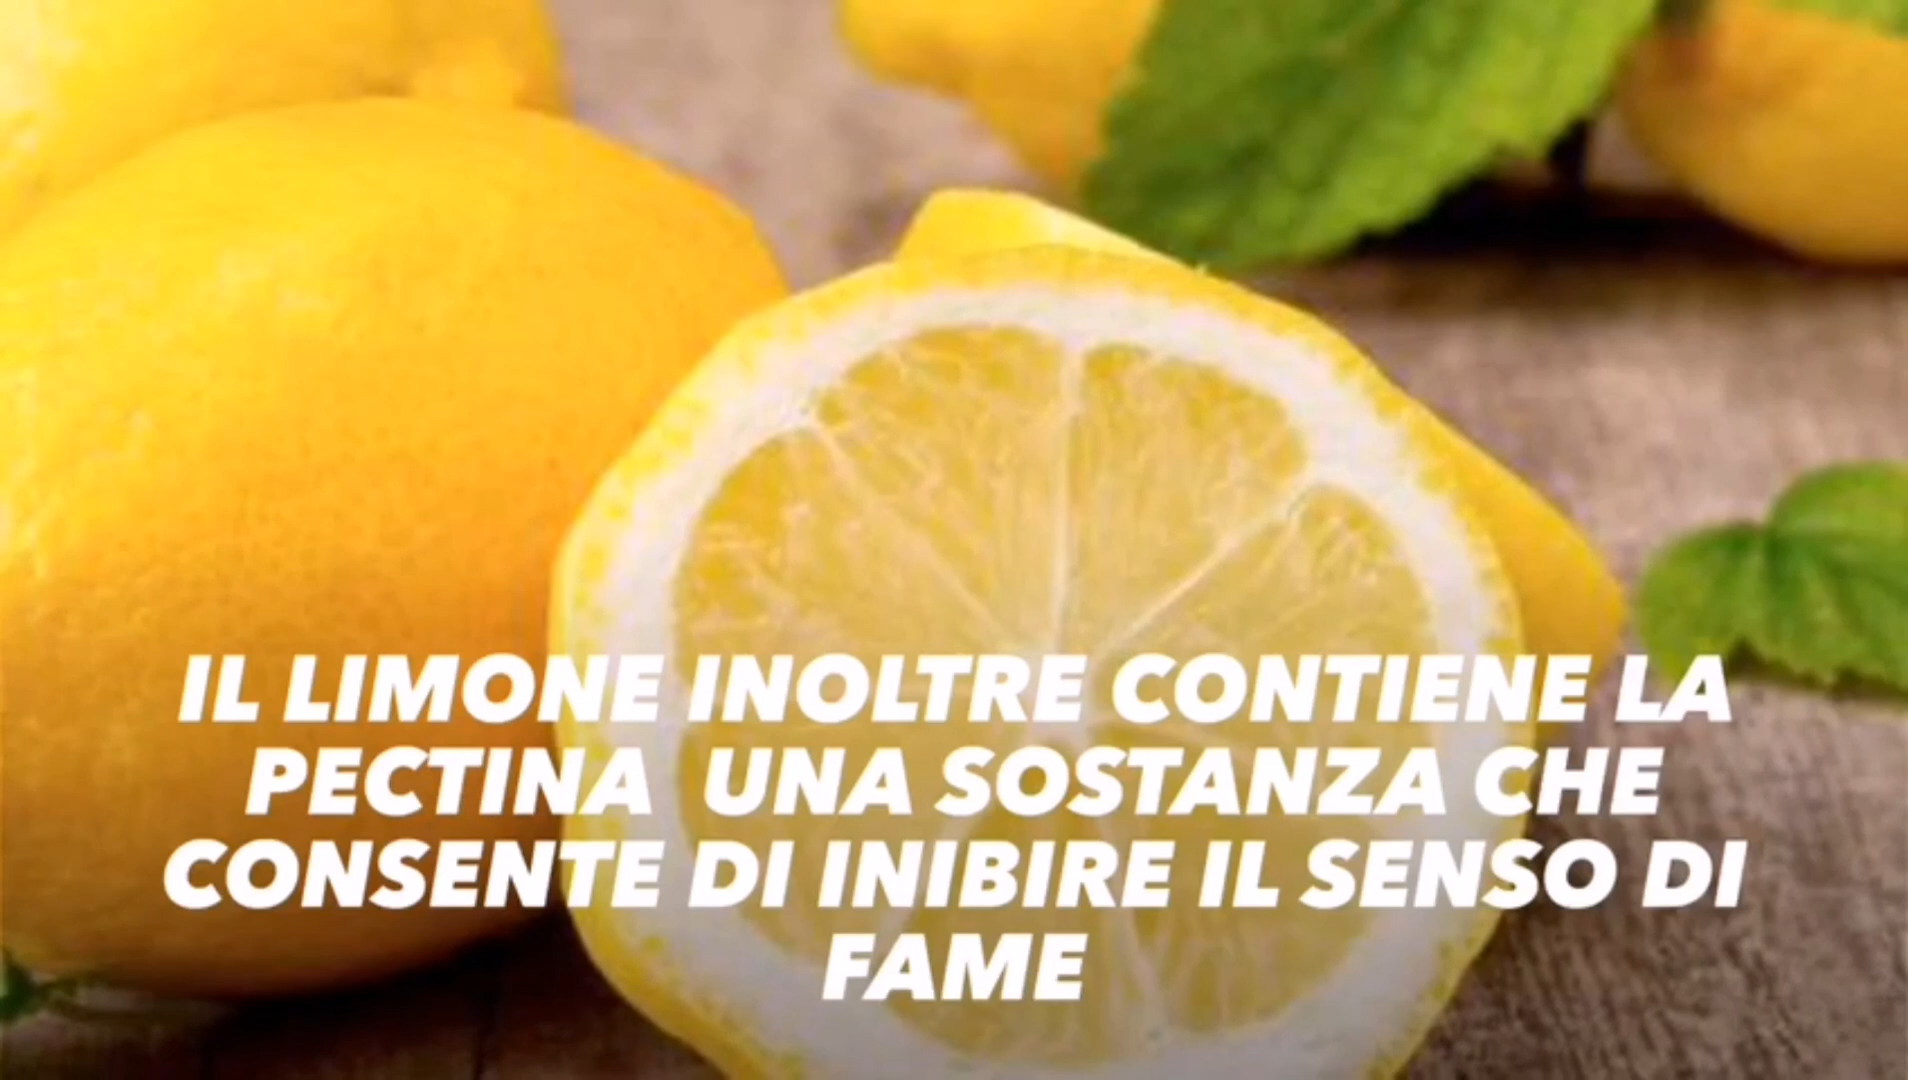 IL LIMONE INOLTRE CONTIENE LA
PECTINA  UNA SOSTANZA CHE
CONSENTE DI INIBIRE IL SENSO DI
FAME